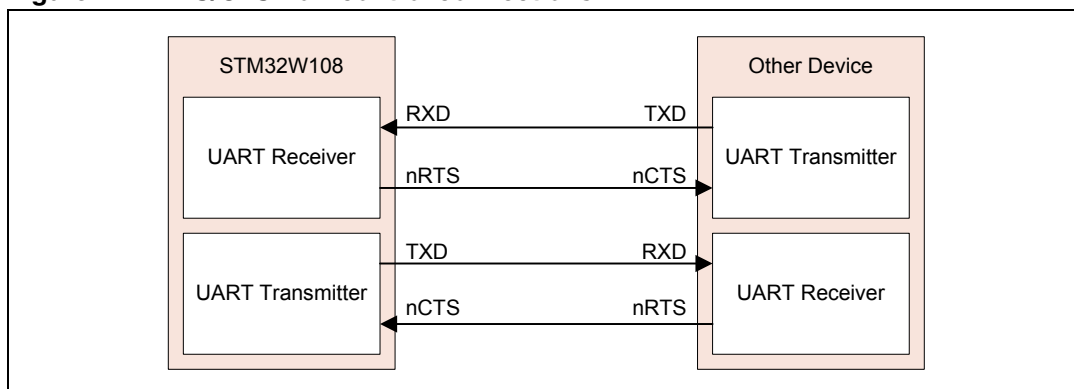 STM32W108
Other Device
RXD
TXD
UART Receiver
UART Transmitter
nRTS
nCTS
TXD
RXD
UART Transmitter
UART Receiver
nCTS
nRTS